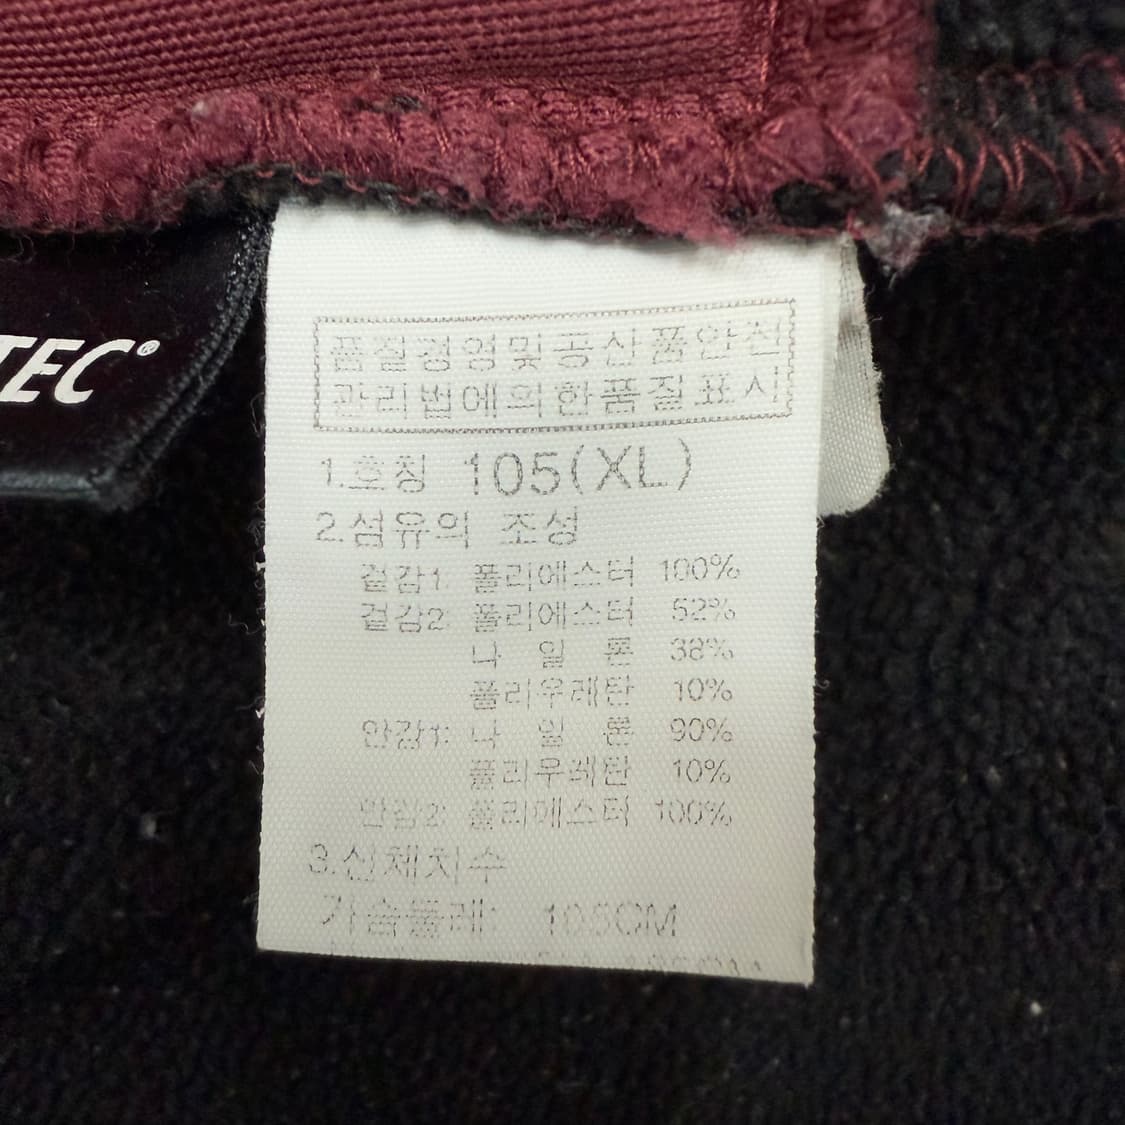 TEC®
품질경영및공산품안전
관리법에의한품질표시
1.호칭 105(XL)
2.섬유의 조성
겉감1: 폴리에스터 100%
겉감2: 폴리에스터 52%
나 일 론 38%
폴리우레탄 10%
안감1: 나 일 론 90%
폴리우레탄 10%
안감2: 폴리에스터 100%
3.신체치수
가슴둘레: 105CM